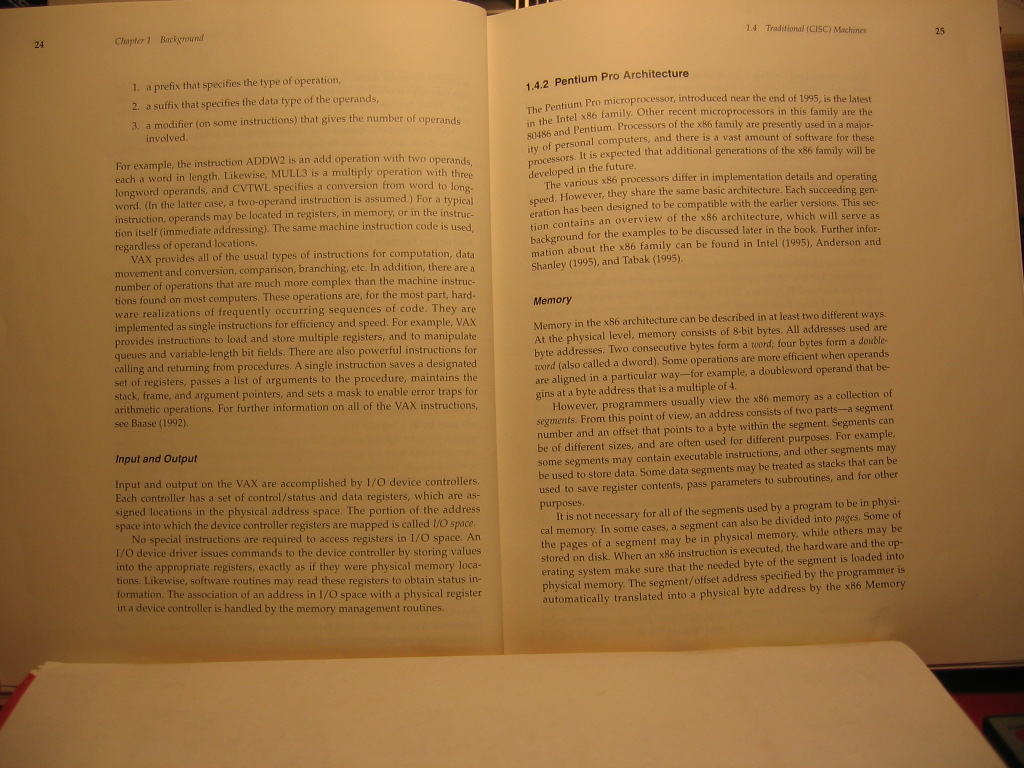 24
Chapter 1 Background
1. a prefix that specifies the type of operation,
2. a suffix that specifies the data type of the operands,
3. a modifier (on some instructions) that gives the number of operands
involved.
For example, the instruction ADDW2 is an add operation with two operands,
each a word in length. Likewise, MULL3 is a multiply operation with three
longword operands, and CVTWL specifies a conversion from word to long-
word. (In the latter case, a two-operand instruction is assumed.) For a typical
instruction, operands may be located in registers, in memory, or in the instruc-
tion itself (immediate addressing). The same machine instruction code is used,
regardless of operand locations.
VAX provides all of the usual types of instructions for computation, data
movement and conversion, comparison, branching, etc. In addition, there are a
number of operations that are much more complex than the machine instruc-
tions found on most computers. These operations are, for the most part, hard-
ware realizations of frequently occurring sequences of code. They are
implemented as single instructions for efficiency and speed. For example, VAX
provides instructions to load and store multiple registers, and to manipulate
queues and variable-length bit fields. There are also powerful instructions for
calling and returning from procedures. A single instruction saves a designated
set of registers, passes a list of arguments to the procedure, maintains the
stack, frame, and argument pointers, and sets a mask to enable error traps for
arithmetic operations. For further information on all of the VAX instructions,
see Baase (1992).
Input and Output
Input and output on the VAX are accomplished by I/O device controllers.
Each controller has a set of control/status and data registers, which are as-
signed locations in the physical address space. The portion of the address
space into which the device controller registers are mapped is called I/O space.
No special instructions are required to access registers in I/O space. An
I/O device driver issues commands to the device controller by storing values
into the appropriate registers, exactly as if they were physical memory loca-
tions. Likewise, software routines may read these registers to obtain status in-
formation. The association of an address in I/O space with a physical register
in a device controller is handled by the memory management routines.
1.4 Traditional (CISC) Machines
25
1.4.2 Pentium Pro Architecture
The Pentium Pro microprocessor, introduced near the end of 1995, is the latest
in the Intel x86 family. Other recent microprocessors in this family are the
80486 and Pentium. Processors of the x86 family are presently used in a major-
ity of personal computers, and there is a vast amount of software for these
processors. It is expected that additional generations of the x86 family will be
developed in the future.
The various x86 processors differ in implementation details and operating
speed. However, they share the same basic architecture. Each succeeding gen-
eration has been designed to be compatible with the earlier versions. This sec-
tion contains an overview of the x86 architecture, which will serve as
background for the examples to be discussed later in the book. Further infor-
mation about the x86 family can be found in Intel (1995), Anderson and
Shanley (1995), and Tabak (1995).
Memory
Memory in the x86 architecture can be described in at least two different ways.
At the physical level, memory consists of 8-bit bytes. All addresses used are
byte addresses. Two consecutive bytes form a word; four bytes form a double-
word (also called a dword). Some operations are more efficient when operands
are aligned in a particular way—for example, a doubleword operand that be-
gins at a byte address that is a multiple of 4.
However, programmers usually view the x86 memory as a collection of
segments. From this point of view, an address consists of two parts—a segment
number and an offset that points to a byte within the segment. Segments can
be of different sizes, and are often used for different purposes. For example,
some segments may contain executable instructions, and other segments may
be used to store data. Some data segments may be treated as stacks that can be
used to save register contents, pass parameters to subroutines, and for other
purposes.
It is not necessary for all of the segments used by a program to be in physi-
cal memory. In some cases, a segment can also be divided into pages. Some of
the pages of a segment may be in physical memory, while others may be
stored on disk. When an x86 instruction is executed, the hardware and the op-
erating system make sure that the needed byte of the segment is loaded into
physical memory. The segment/offset address specified by the programmer is
automatically translated into a physical byte address by the x86 Memory